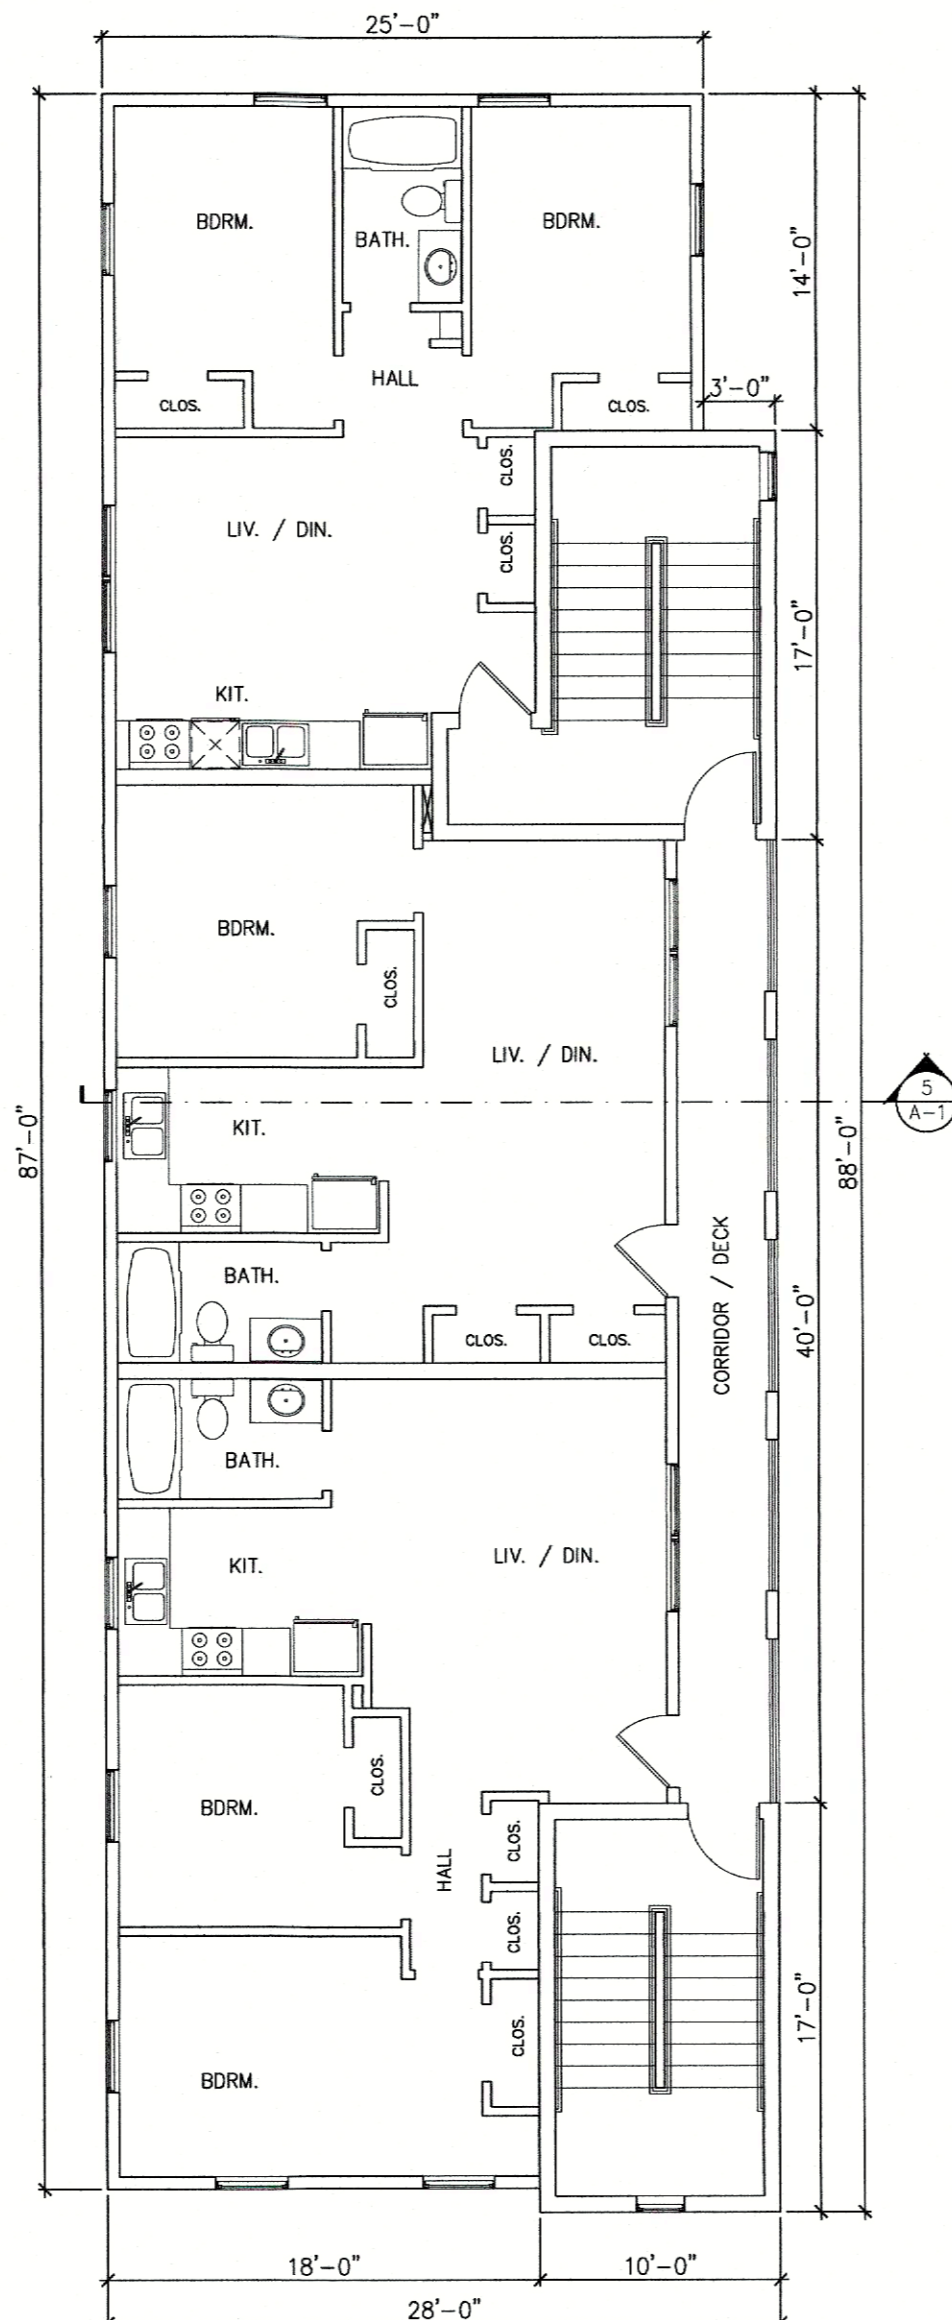 25'-0"
BDRM.
BATH.
BDRM.
14'-0"
HALL
3'-0"
CLOS.
CLOS.
CLOS.
LIV. / DIN.
CLOS.
17'-0"
KIT.
BDRM.
CLOS.
LIV. / DIN.
5
A-1
KIT.
87'-0"
88'-0"
CORRIDOR / DECK
BATH.
40'-0"
CLOS.
CLOS.
BATH.
LIV. / DIN.
KIT.
CLOS.
BDRM.
CLOS.
HALL
CLOS.
17'-0"
CLOS.
BDRM.
18'-0"
10'-0"
28'-0"